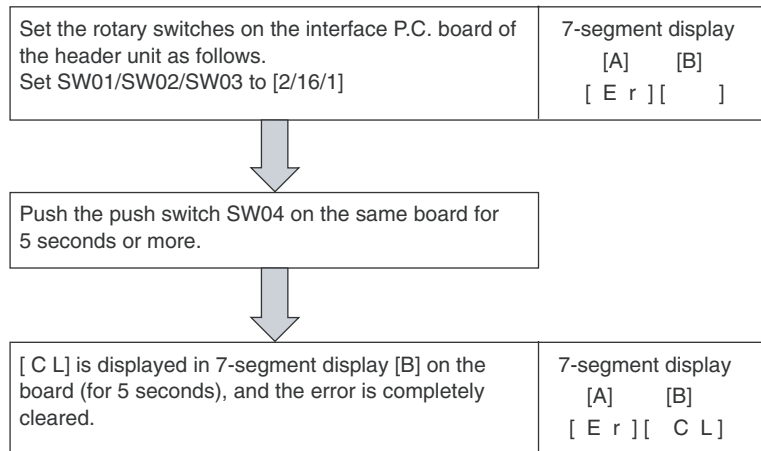 Set the rotary switches on the interface P.C. board of
the header unit as follows.
Set SW01/SW02/SW03 to [2/16/1]
7-segment display
[A] [B]
[ E r ] [ ]
Push the push switch SW04 on the same board for
5 seconds or more.
[ C L] is displayed in 7-segment display [B] on the
board (for 5 seconds), and the error is completely
cleared.
7-segment display
[A] [B]
[ E r ] [ C L ]